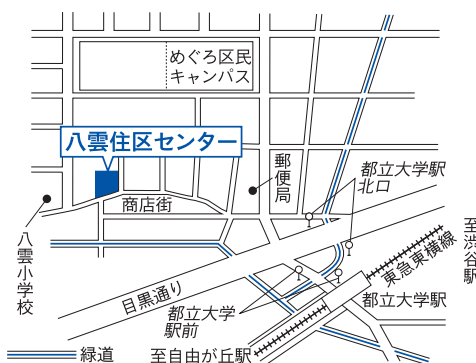 めぐろ区民
キャンパス
八雲住区センター
郵便局
都立大学駅
北口
商店街
至渋谷駅
八雲小学校
東急東横線
目黒通り
都立大学
駅前
都立大学駅
緑道
至自由が丘駅